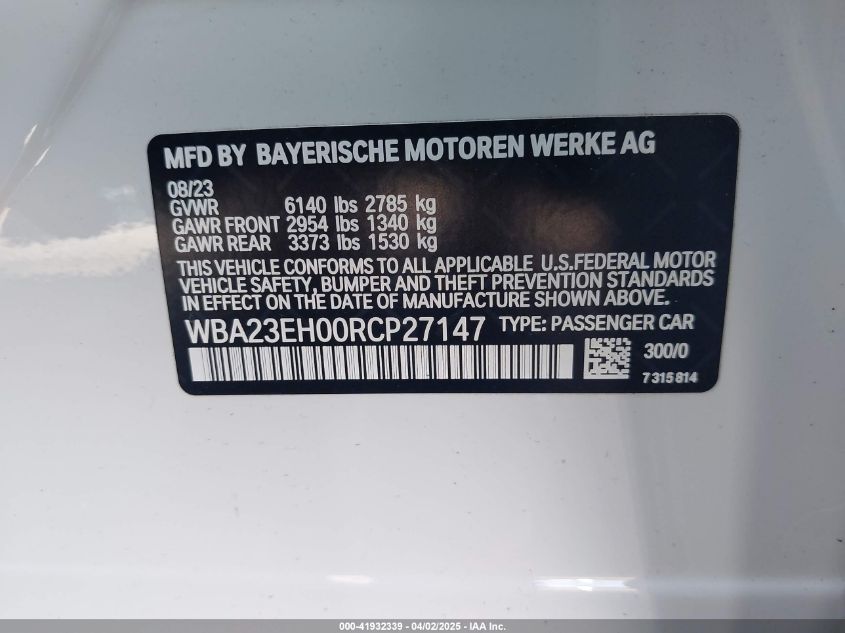 MFD BY BAYERISCHE MOTOREN WERKE AG
08/23
GVWR 6140 lbs 2785 kg
GAWR FRONT 2954 lbs 1340 kg
GAWR REAR 3373 lbs 1530 kg
THIS VEHICLE CONFORMS TO ALL APPLICABLE U.S.FEDERAL MOTOR
VEHICLE SAFETY, BUMPER AND THEFT PREVENTION STANDARDS
IN EFFECT ON THE DATE OF MANUFACTURE SHOWN ABOVE.
WBA23EH00RCP27147 TYPE: PASSENGER CAR
300/0
7 315 814
000-41932339 - 04/02/2025 - IAA Inc.